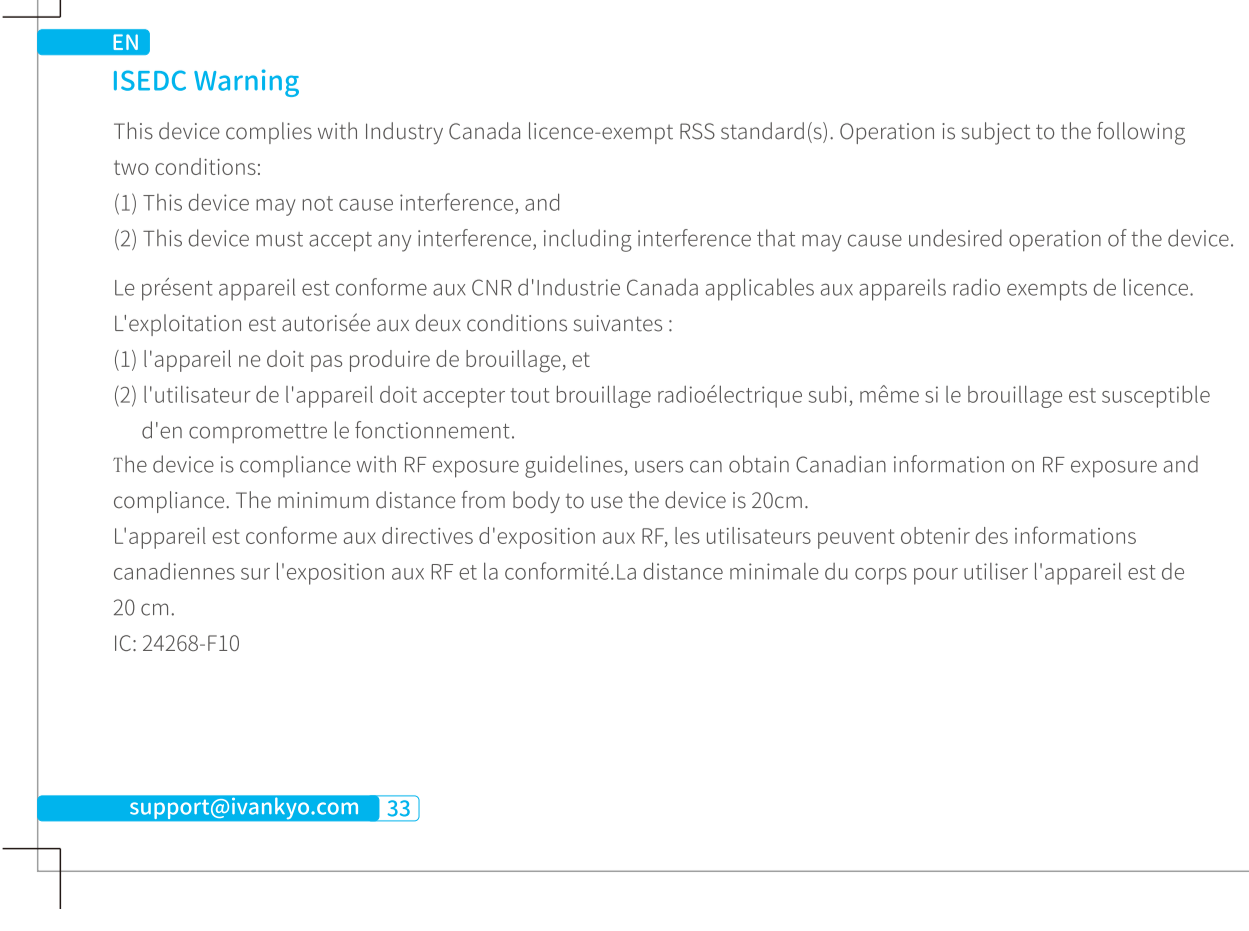 EN
ISEDC Warning
This device complies with Industry Canada licence-exempt RSS standard(s). Operation is subject to the following
two conditions:
(1) This device may not cause interference, and
(2) This device must accept any interference, including interference that may cause undesired operation of the device.
Le présent appareil est conforme aux CNR d'Industrie Canada applicables aux appareils radio exempts de licence.
L'exploitation est autorisée aux deux conditions suivantes :
(1) l'appareil ne doit pas produire de brouillage, et
(2) l'utilisateur de l'appareil doit accepter tout brouillage radioélectrique subi, même si le brouillage est susceptible
d'en compromettre le fonctionnement.
The device is compliance with RF exposure guidelines, users can obtain Canadian information on RF exposure and
compliance. The minimum distance from body to use the device is 20cm.
L'appareil est conforme aux directives d'exposition aux RF, les utilisateurs peuvent obtenir des informations
canadiennes sur l'exposition aux RF et la conformité.La distance minimale du corps pour utiliser l'appareil est de
20 cm.
IC: 24268-F10
support@ivankyo.com 33